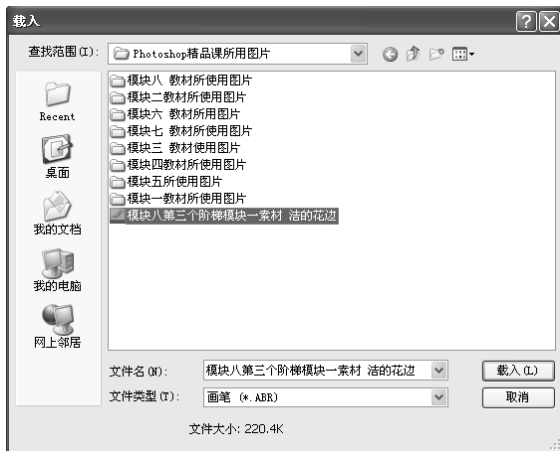 载入
查找范围(I):
Photoshop精品课所用图片
Recent
桌面
我的文档
我的电脑
网上邻居
模块八 教材所使用图片
模块二教材所使用图片
模块六 教材所用图片
模块七 教材所使用图片
模块三 教材使用图片
模块四教材所使用图片
模块五所使用图片
模块一教材所使用图片
模块八第三个阶梯模块一素材 洁的花边
文件名(N):
模块八第三个阶梯模块一素材 洁的花边
载入(L)
文件类型(T):
画笔 (*.ABR)
取消
文件大小: 220.4K